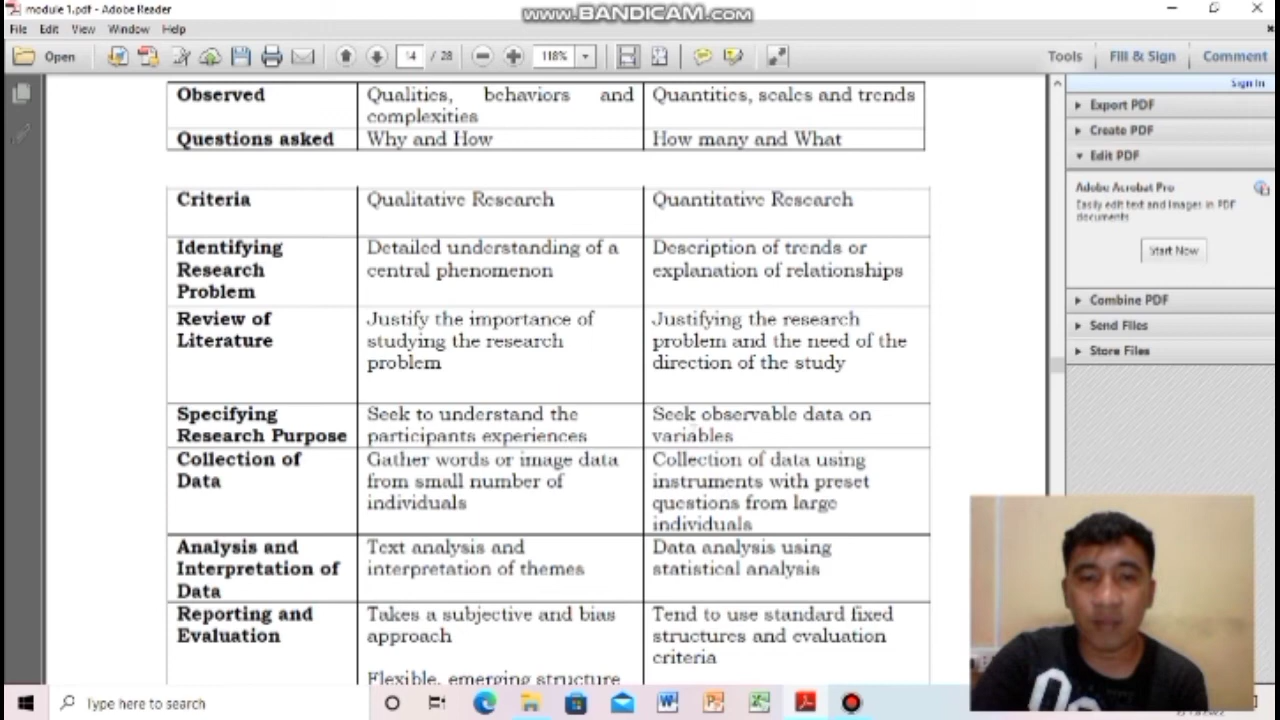 module 1.pdf - Adobe Reader
www.BANDICAM.com
File Edit View Window Help
Open 14 / 28 118% Tools Fill & Sign Comment
Sign In
Export PDF
Create PDF
Edit PDF
Adobe Acrobat Pro
Easily edit text and images in PDF
documents
Start Now
Combine PDF
Send Files
Store Files
Observed
Qualities, behaviors and
complexities
Quantities, scales and trends
Questions asked
Why and How
How many and What
Criteria
Qualitative Research
Quantitative Research
Identifying
Research
Problem
Detailed understanding of a
central phenomenon
Description of trends or
explanation of relationships
Review of
Literature
Justify the importance of
studying the research
problem
Justifying the research
problem and the need of the
direction of the study
Specifying
Research Purpose
Seek to understand the
participants experiences
Seek observable data on
variables
Collection of
Data
Gather words or image data
from small number of
individuals
Collection of data using
instruments with preset
questions from large
individuals
Analysis and
Interpretation of
Data
Text analysis and
interpretation of themes
Data analysis using
statistical analysis
Reporting and
Evaluation
Takes a subjective and bias
approach
Flexible, emerging structure
Tend to use standard fixed
structures and evaluation
criteria
Type here to search